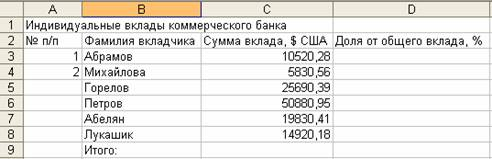 A B C D
1 Индивидуальные вклады коммерческого банка
2 № п/п Фамилия вкладчика Сумма вклада, $ США Доля от общего вклада, %
3 1 Абрамов 10520,28
4 2 Михайлова 5830,56
5 Горелов 25690,39
6 Петров 50880,95
7 Абелян 19830,41
8 Лукашик 14920,18
9 Итого: